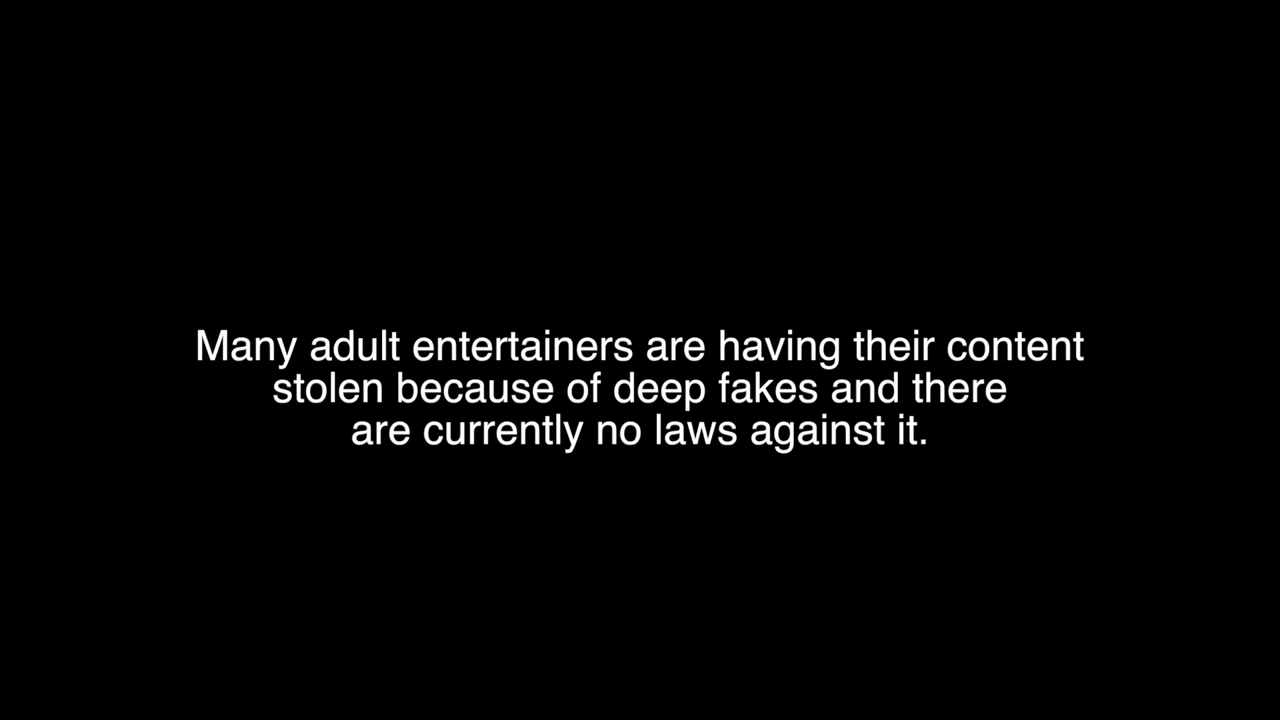 Many adult entertainers are having their content
stolen because of deep fakes and there
are currently no laws against it.